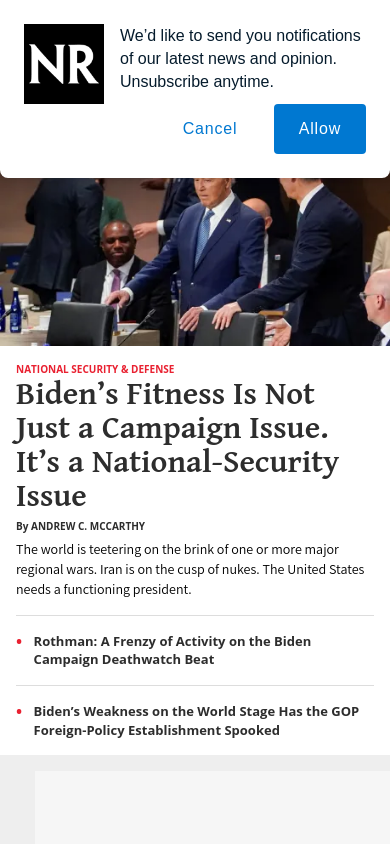 NR
We’d like to send you notifications
of our latest news and opinion.
Unsubscribe anytime.
Cancel
Allow
NATIONAL SECURITY & DEFENSE
Biden’s Fitness Is Not
Just a Campaign Issue.
It’s a National-Security
Issue
By ANDREW C. MCCARTHY
The world is teetering on the brink of one or more major
regional wars. Iran is on the cusp of nukes. The United States
needs a functioning president.
Rothman: A Frenzy of Activity on the Biden
Campaign Deathwatch Beat
Biden’s Weakness on the World Stage Has the GOP
Foreign-Policy Establishment Spooked